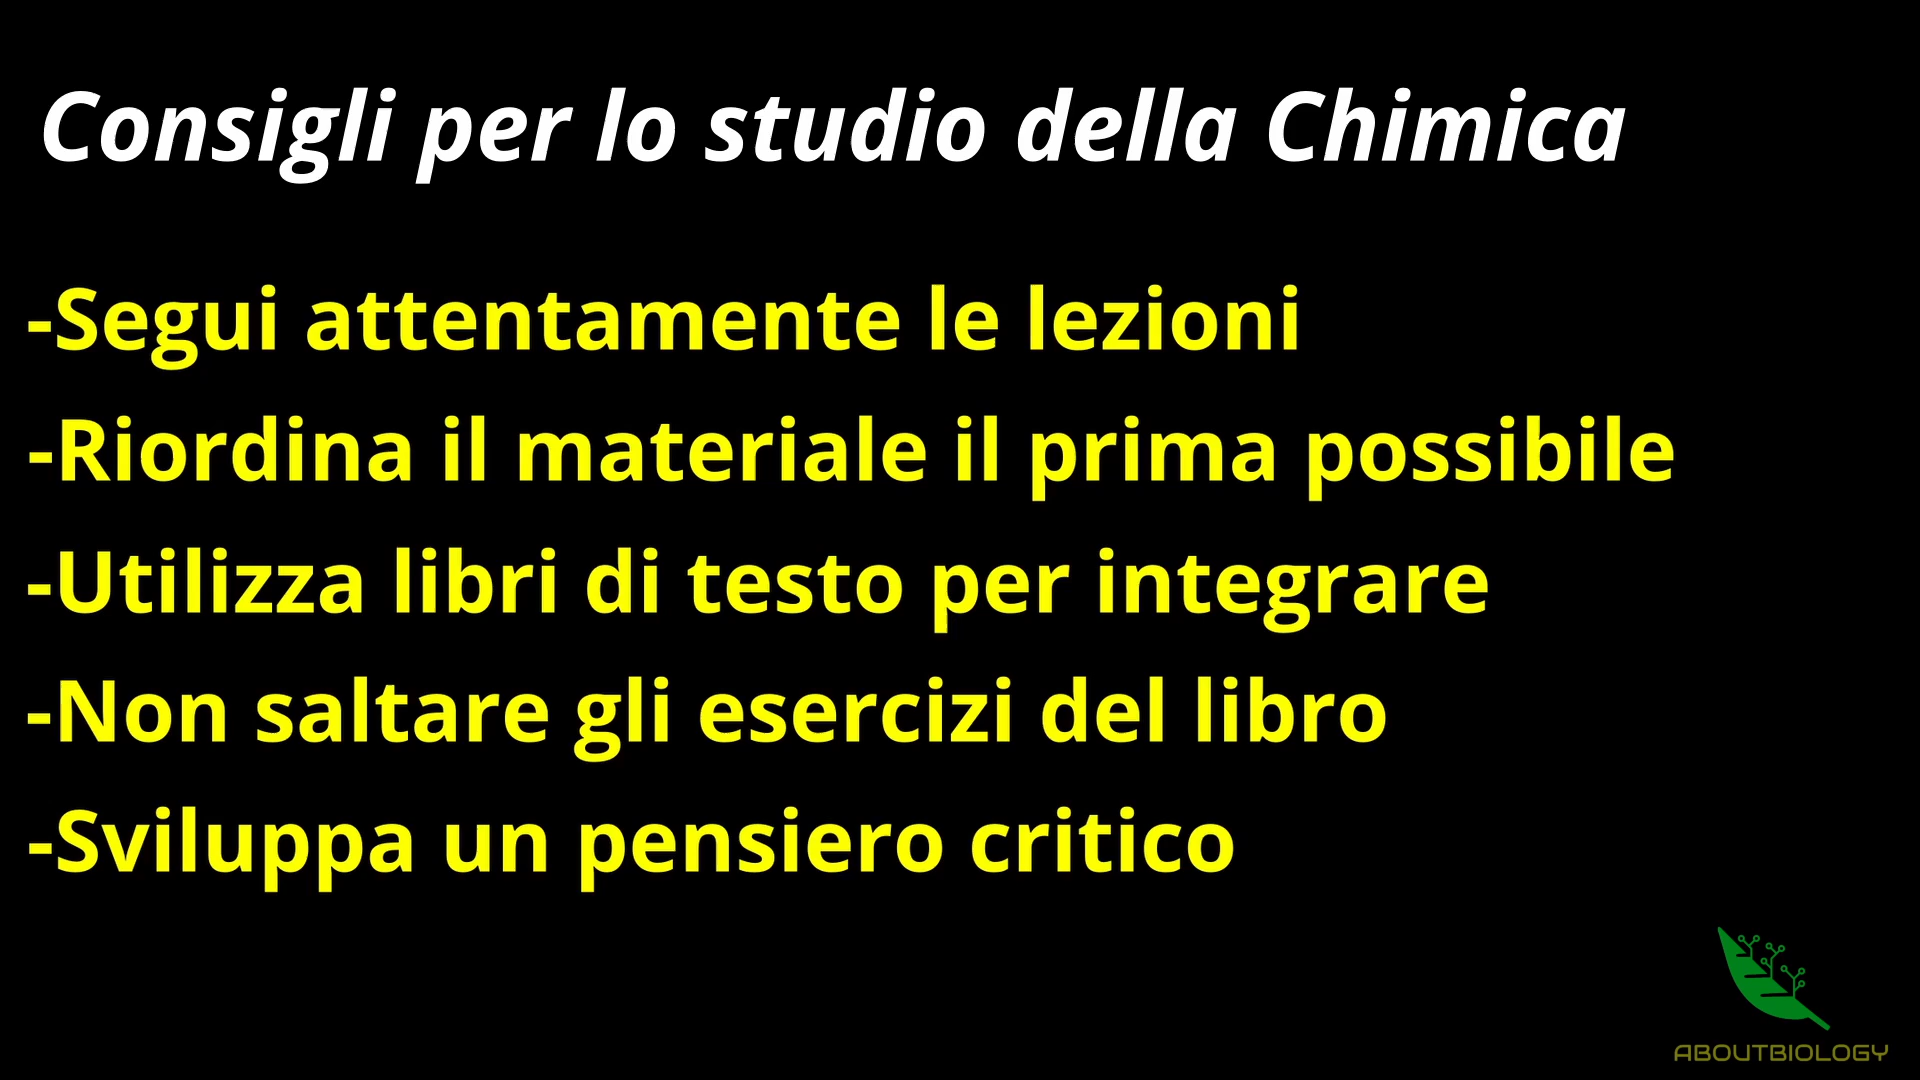 Consigli per lo studio della Chimica
-Segui attentamente le lezioni
-Riordina il materiale il prima possibile
-Utilizza libri di testo per integrare
-Non saltare gli esercizi del libro
-Sviluppa un pensiero critico
ABOUTBIOLOGY